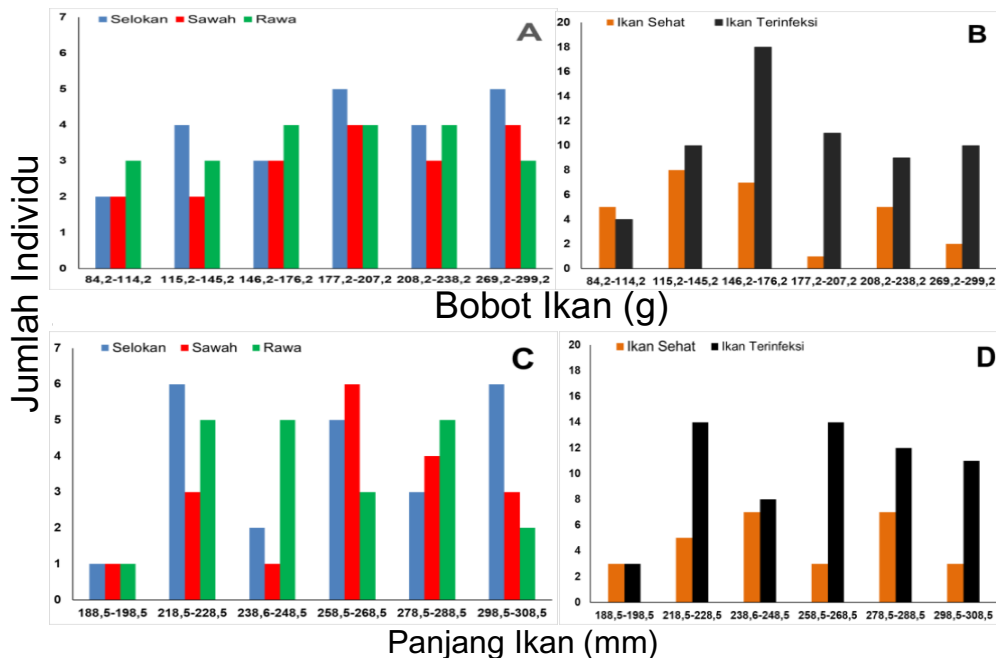 Jumlah Individu
Selokan Sawah Rawa
A
7
6
5
4
3
2
1
0
84,2-114,2 115,2-145,2 146,2-176,2 177,2-207,2 208,2-238,2 269,2-299,2
Ikan Sehat Ikan Terinfeksi
B
20
18
16
14
12
10
8
6
4
2
0
84,2-114,2 115,2-145,2 146,2-176,2 177,2-207,2 208,2-238,2 269,2-299,2
Bobot Ikan (g)
Selokan Sawah Rawa
C
7
6
5
4
3
2
1
0
188,5-198,5 218,5-228,5 238,6-248,5 258,5-268,5 278,5-288,5 298,5-308,5
Ikan Sehat Ikan Terinfeksi
D
20
18
16
14
12
10
8
6
4
2
0
188,5-198,5 218,5-228,5 238,6-248,5 258,5-268,5 278,5-288,5 298,5-308,5
Panjang Ikan (mm)